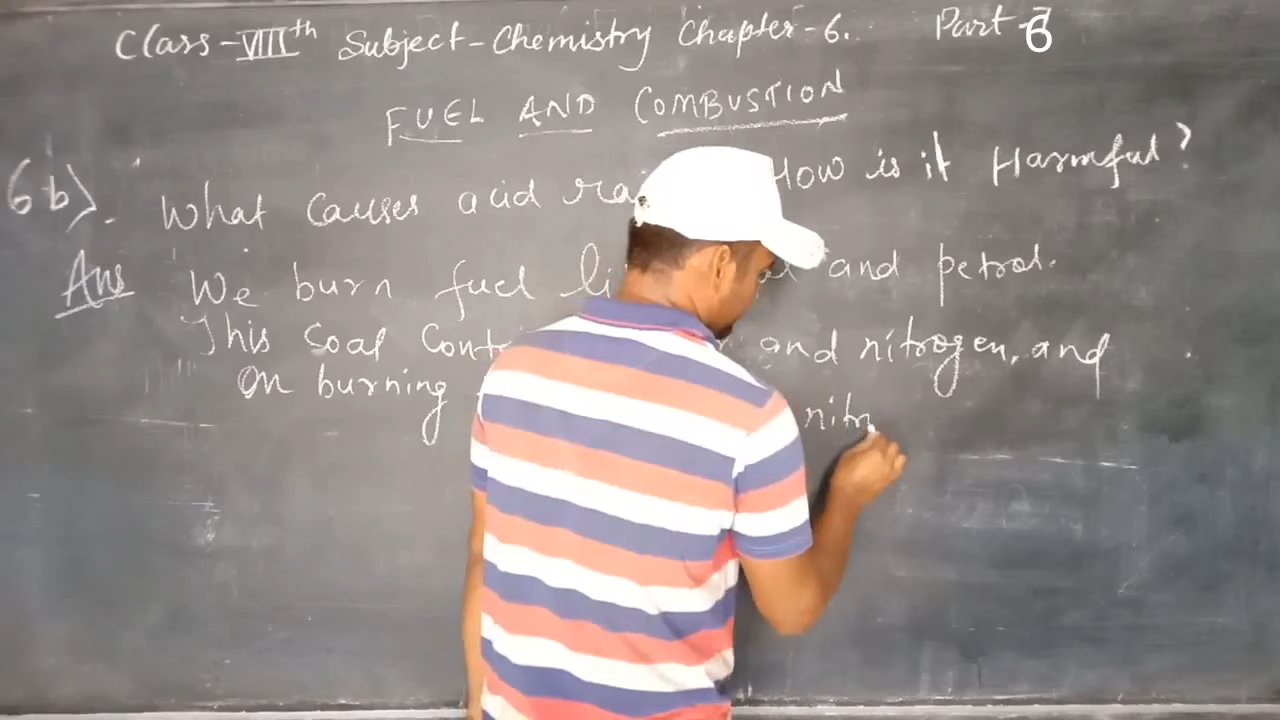 Class-VIIIth Subject-Chemistry Chapter-6. Part-6
FUEL AND COMBUSTION
6b). What causes acid How is it Harmful?
Ans We burn fuel and petrol.
This coal and nitrogen, and
on burning